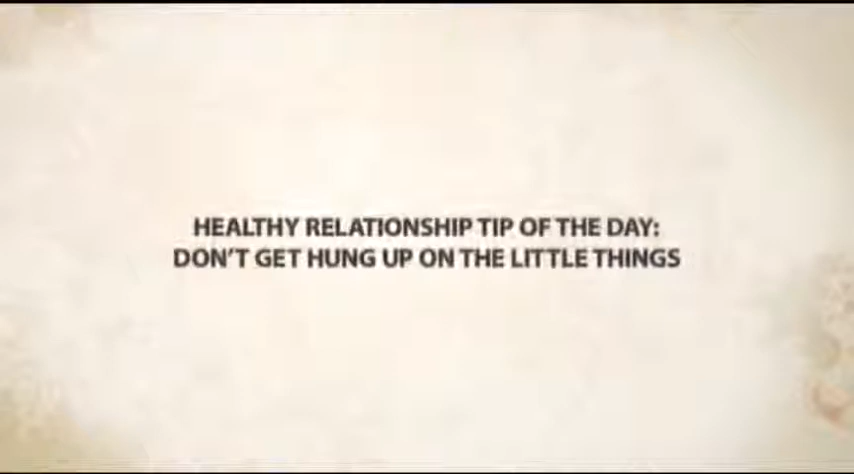 HEALTHY RELATIONSHIP TIP OF THE DAY:
DON'T GET HUNG UP ON THE LITTLE THINGS